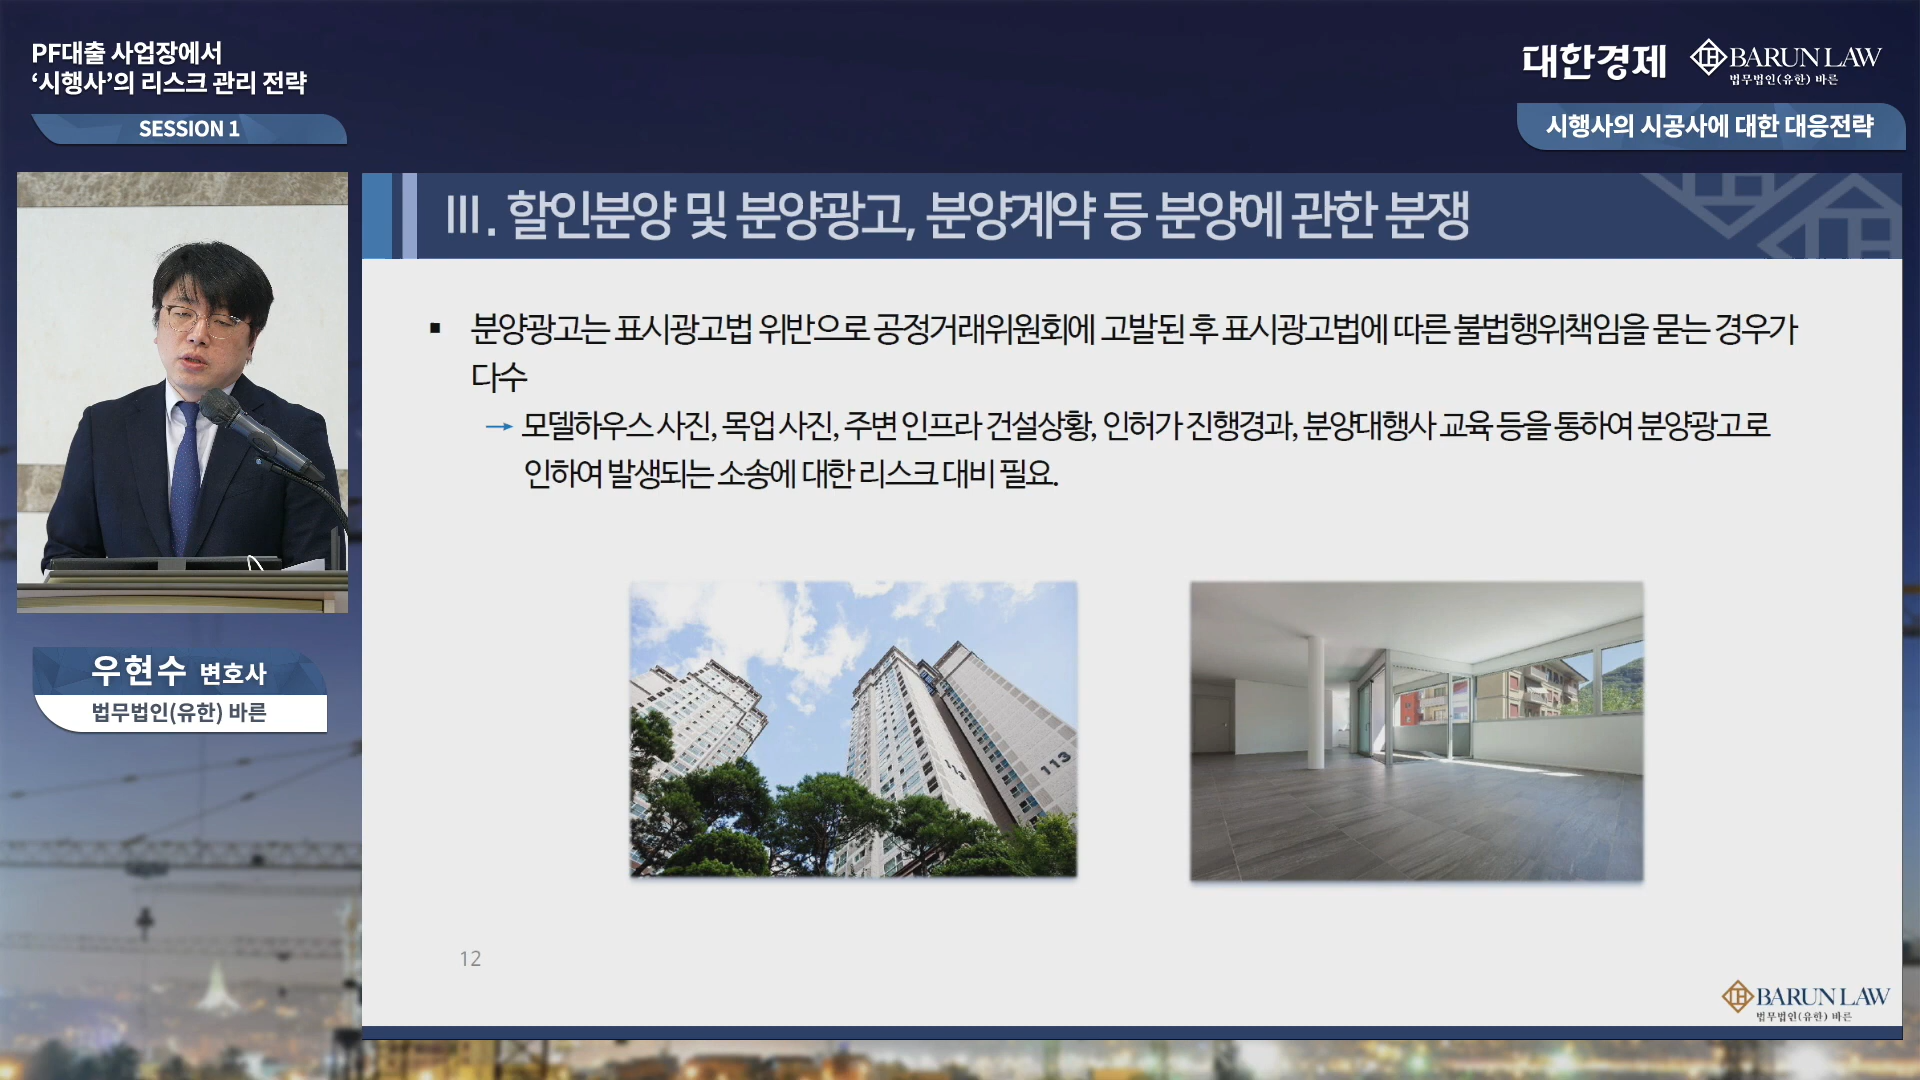 PF대출 사업장에서
‘시행사’의 리스크 관리 전략
SESSION 1
대한경제
BARUN LAW
법무법인(유한) 바른
시행사의 시공사에 대한 대응전략
III. 할인분양 및 분양광고, 분양계약 등 분양에 관한 분쟁
▪ 분양광고는 표시광고법 위반으로 공정거래위원회에 고발된 후 표시광고법에 따른 불법행위책임을 묻는 경우가
다수
→ 모델하우스 사진, 목업 사진, 주변 인프라 건설상황, 인허가 진행경과, 분양대행사 교육 등을 통하여 분양광고로
인하여 발생되는 소송에 대한 리스크 대비 필요.
113
113
우현수 변호사
법무법인(유한) 바른
12
BARUN LAW
법무법인(유한) 바른